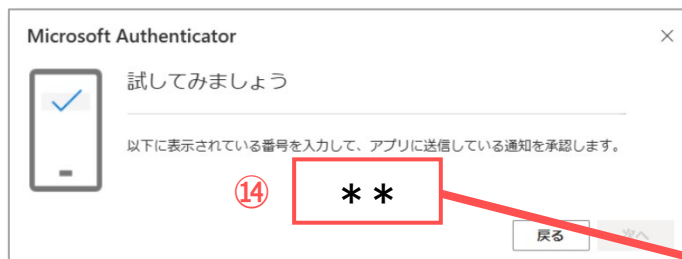 Microsoft Authenticator
試してみましょう
以下に表示されている番号を入力して、アプリに送信している通知を承認します。
⑭
**
戻る
次へ